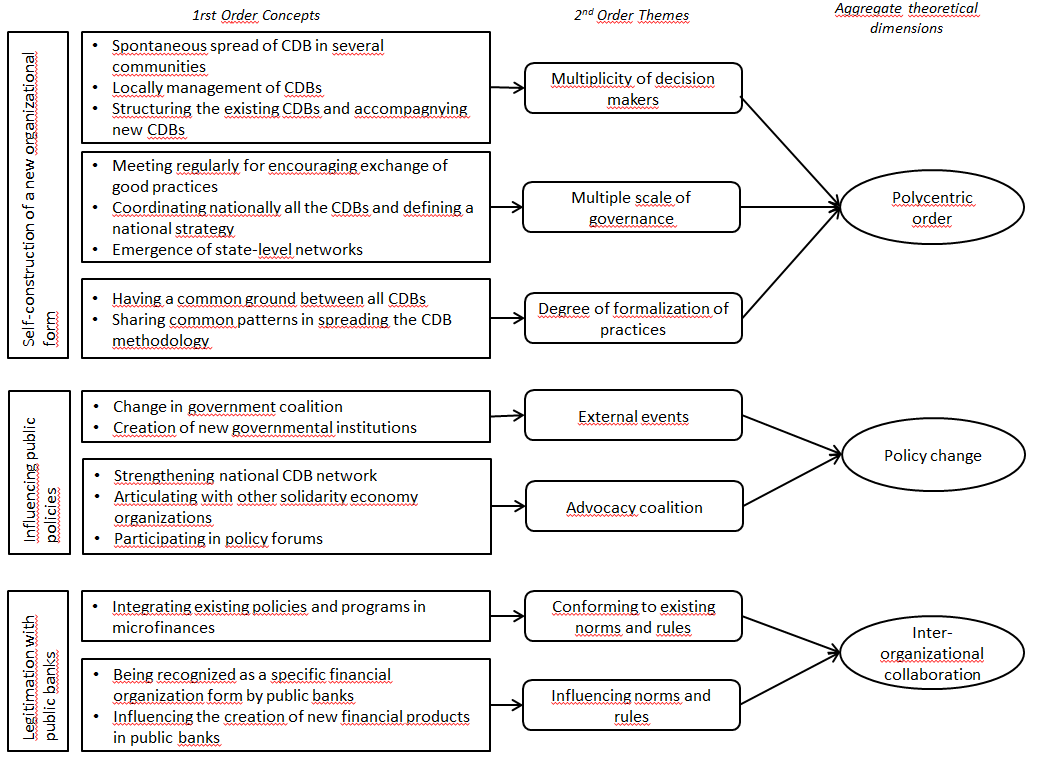 1rst Order Concepts
2nd Order Themes
Aggregate theoretical
dimensions
Self-construction of a new organizational
form
• Spontaneous spread of CDB in several
communities
• Locally management of CDBs
• Structuring the existing CDBs and accompagnying
new CDBs
Multiplicity of decision
makers
• Meeting regularly for encouraging exchange of
good practices
• Coordinating nationally all the CDBs and defining a
national strategy
• Emergence of state-level networks
Multiple scale of
governance
• Having a common ground between all CDBs
• Sharing common patterns in spreading the CDB
methodology
Degree of formalization of
practices
Polycentric
order
Influencing public
policies
• Change in government coalition
• Creation of new governmental institutions
External events
• Strengthening national CDB network
• Articulating with other solidarity economy
organizations
• Participating in policy forums
Advocacy coalition
Policy change
Legitimation with
public banks
• Integrating existing policies and programs in
microfinances
Conforming to existing
norms and rules
• Being recognized as a specific financial
organization form by public banks
• Influencing the creation of new financial products
in public banks
Influencing norms and
rules
Inter-
organizational
collaboration